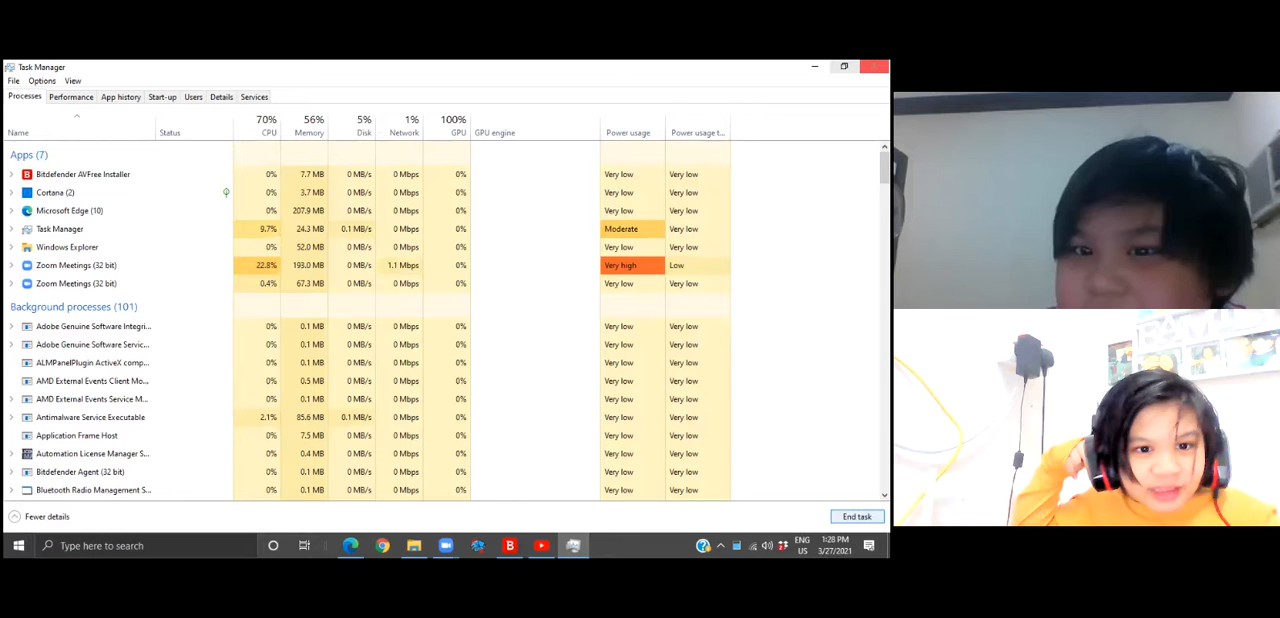 Task Manager
File Options View
Processes Performance App history Start-up Users Details Services
70% 56% 5% 1% 100%
Name Status CPU Memory Disk Network GPU GPU engine Power usage Power usage t...
Apps (7)
Bitdefender AVFree Installer 0% 7.7 MB 0 MB/s 0 Mbps 0% Very low Very low
Cortana (2) 0% 3.7 MB 0 MB/s 0 Mbps 0% Very low Very low
Microsoft Edge (10) 0% 207.9 MB 0 MB/s 0 Mbps 0% Very low Very low
Task Manager 9.7% 24.3 MB 0.1 MB/s 0 Mbps 0% Moderate Very low
Windows Explorer 0% 52.0 MB 0 MB/s 0 Mbps 0% Very low Very low
Zoom Meetings (32 bit) 22.8% 193.0 MB 0 MB/s 1.1 Mbps 0% Very high Low
Zoom Meetings (32 bit) 0.4% 67.3 MB 0 MB/s 0 Mbps 0% Very low Very low
Background processes (101)
Adobe Genuine Software Integri... 0% 0.1 MB 0 MB/s 0 Mbps 0% Very low Very low
Adobe Genuine Software Servic... 0% 0.1 MB 0 MB/s 0 Mbps 0% Very low Very low
ALMPanelPlugin ActiveX comp... 0% 0.1 MB 0 MB/s 0 Mbps 0% Very low Very low
AMD External Events Client Mo... 0% 0.5 MB 0 MB/s 0 Mbps 0% Very low Very low
AMD External Events Service M... 0% 0.1 MB 0 MB/s 0 Mbps 0% Very low Very low
Antimalware Service Executable 2.1% 85.6 MB 0.1 MB/s 0 Mbps 0% Very low Very low
Application Frame Host 0% 7.5 MB 0 MB/s 0 Mbps 0% Very low Very low
Automation License Manager S... 0% 0.4 MB 0 MB/s 0 Mbps 0% Very low Very low
Bitdefender Agent (32 bit) 0% 0.1 MB 0 MB/s 0 Mbps 0% Very low Very low
Bluetooth Radio Management S... 0% 0.1 MB 0 MB/s 0 Mbps 0% Very low Very low
Fewer details End task
Type here to search ENG 1:28 PM
US 3/27/2021